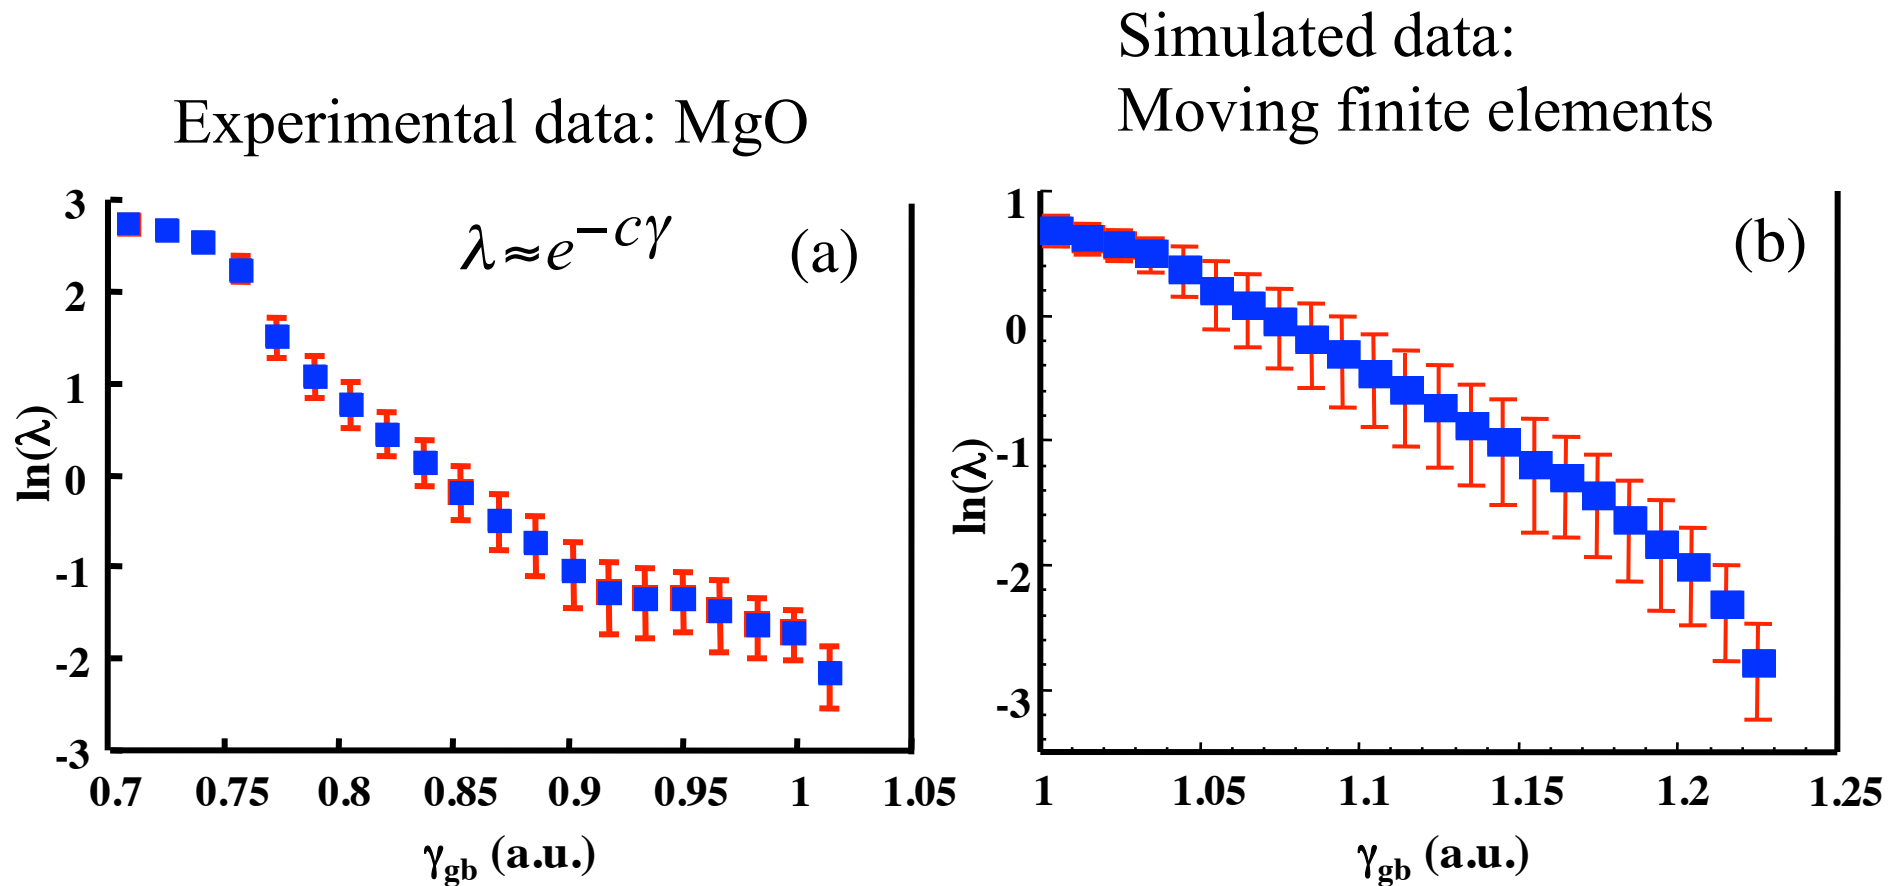 Simulated data:
Moving finite elements
Experimental data: MgO
3
2
1
0
-1
-2
-3
ln(λ)
λ≈e^{−cγ}
(a)
0.7 0.75 0.8 0.85 0.9 0.95 1 1.05
γgb (a.u.)
1
0
-1
-2
-3
ln(λ)
(b)
1 1.05 1.1 1.15 1.2 1.25
γgb (a.u.)